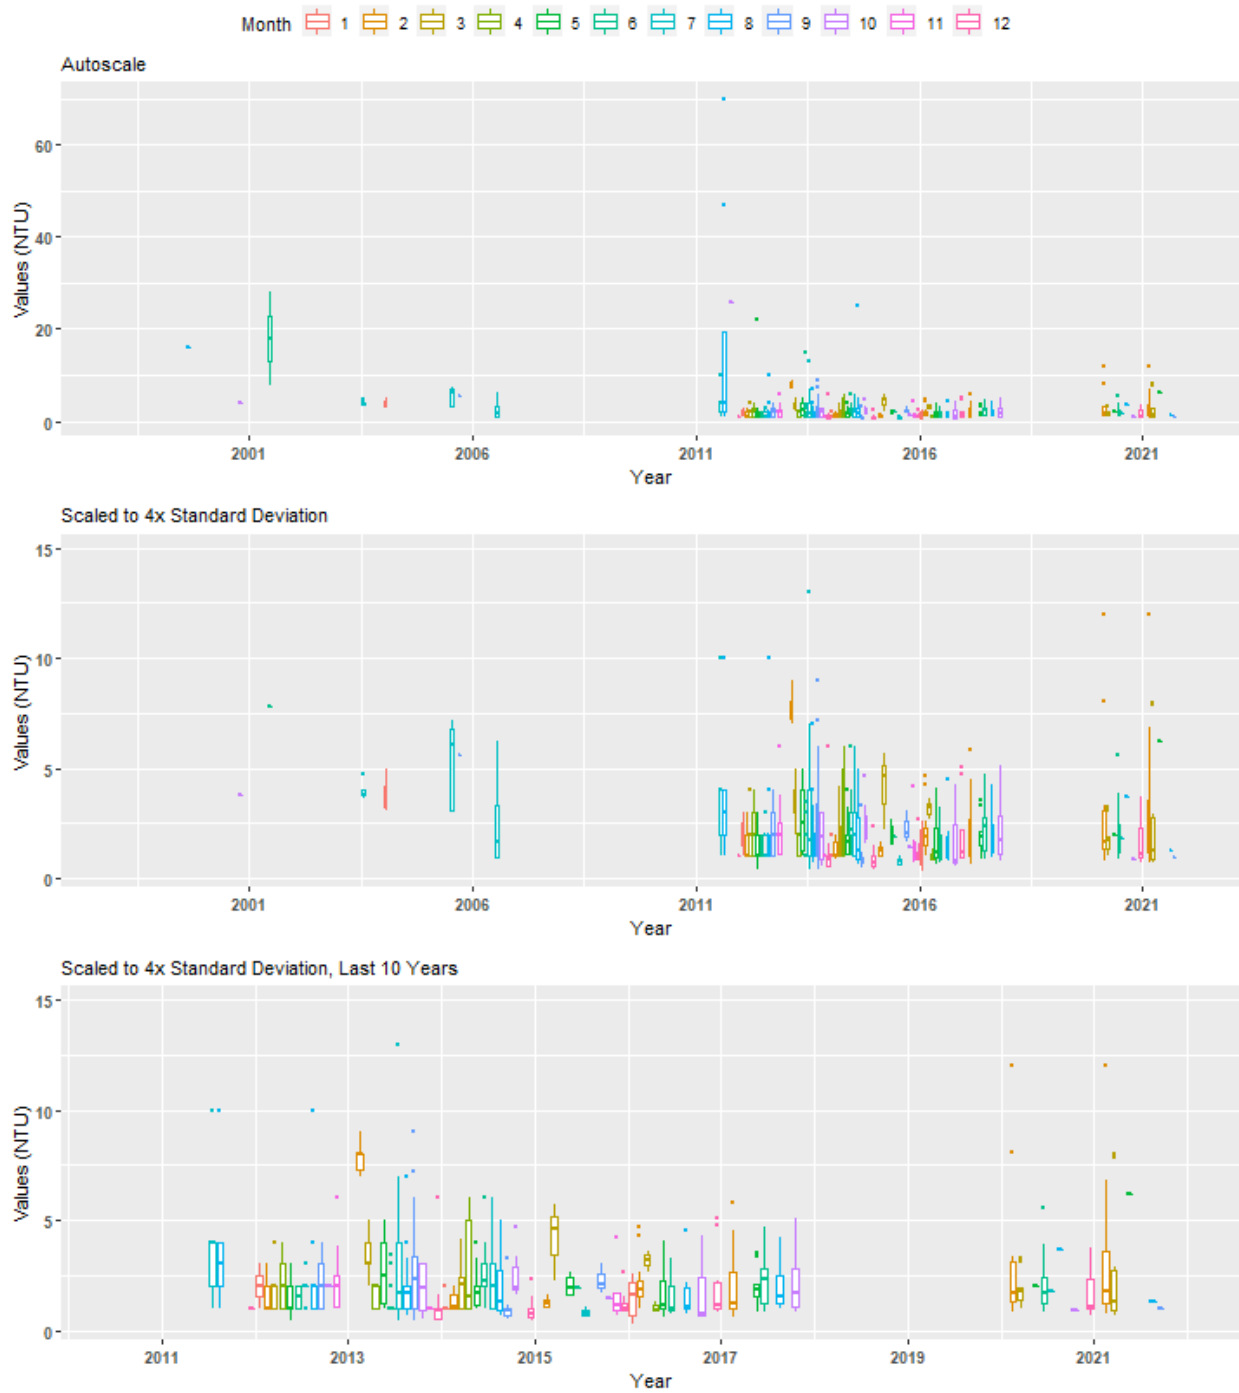 Month 1 2 3 4 5 6 7 8 9 10 11 12
Autoscale
Values (NTU)
60
40
20
0
2001 2006 2011 2016 2021
Year
Scaled to 4x Standard Deviation
Values (NTU)
15
10
5
0
2001 2006 2011 2016 2021
Year
Scaled to 4x Standard Deviation, Last 10 Years
Values (NTU)
15
10
5
0
2011 2013 2015 2017 2019 2021
Year